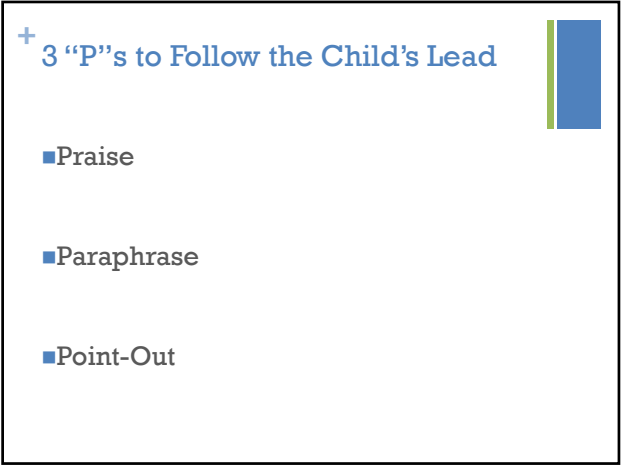 +
3 “P”s to Follow the Child’s Lead
■Praise
■Paraphrase
■Point-Out